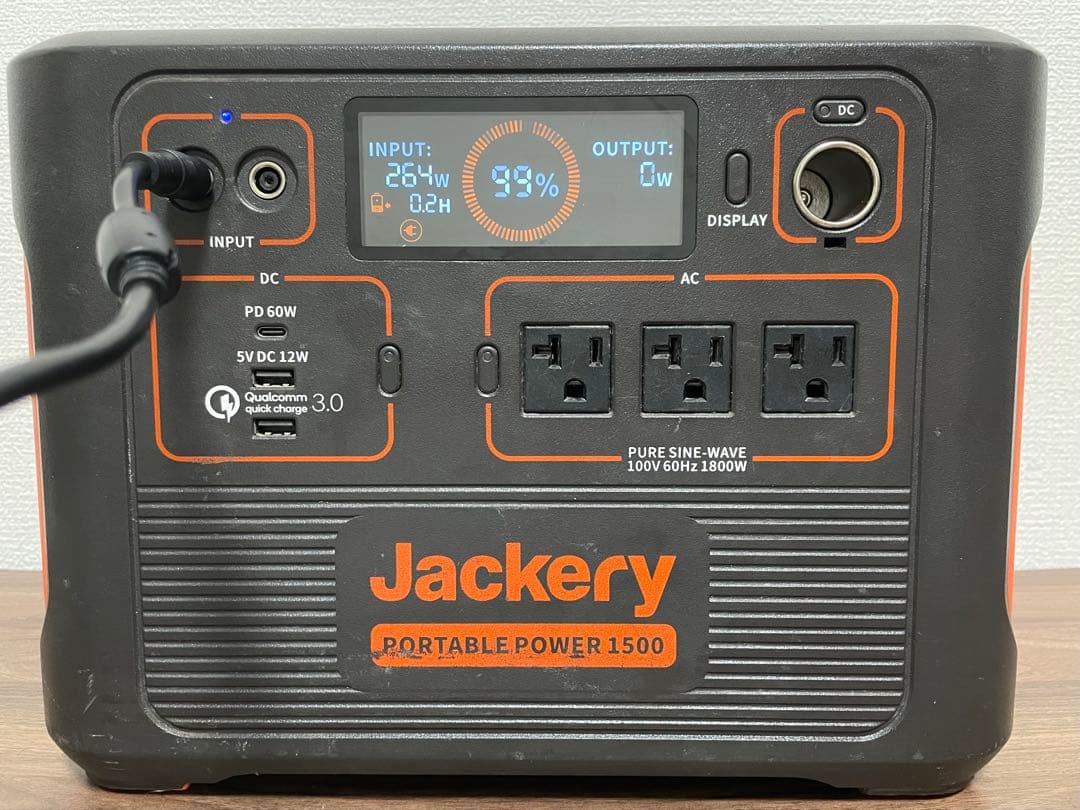 INPUT:
264W
0.2H
99%
OUTPUT:
0W
DISPLAY
DC
INPUT
DC
PD 60W
5V DC 12W
Qualcomm
quick charge 3.0
AC
PURE SINE-WAVE
100V 60Hz 1800W
Jackery
PORTABLE POWER 1500